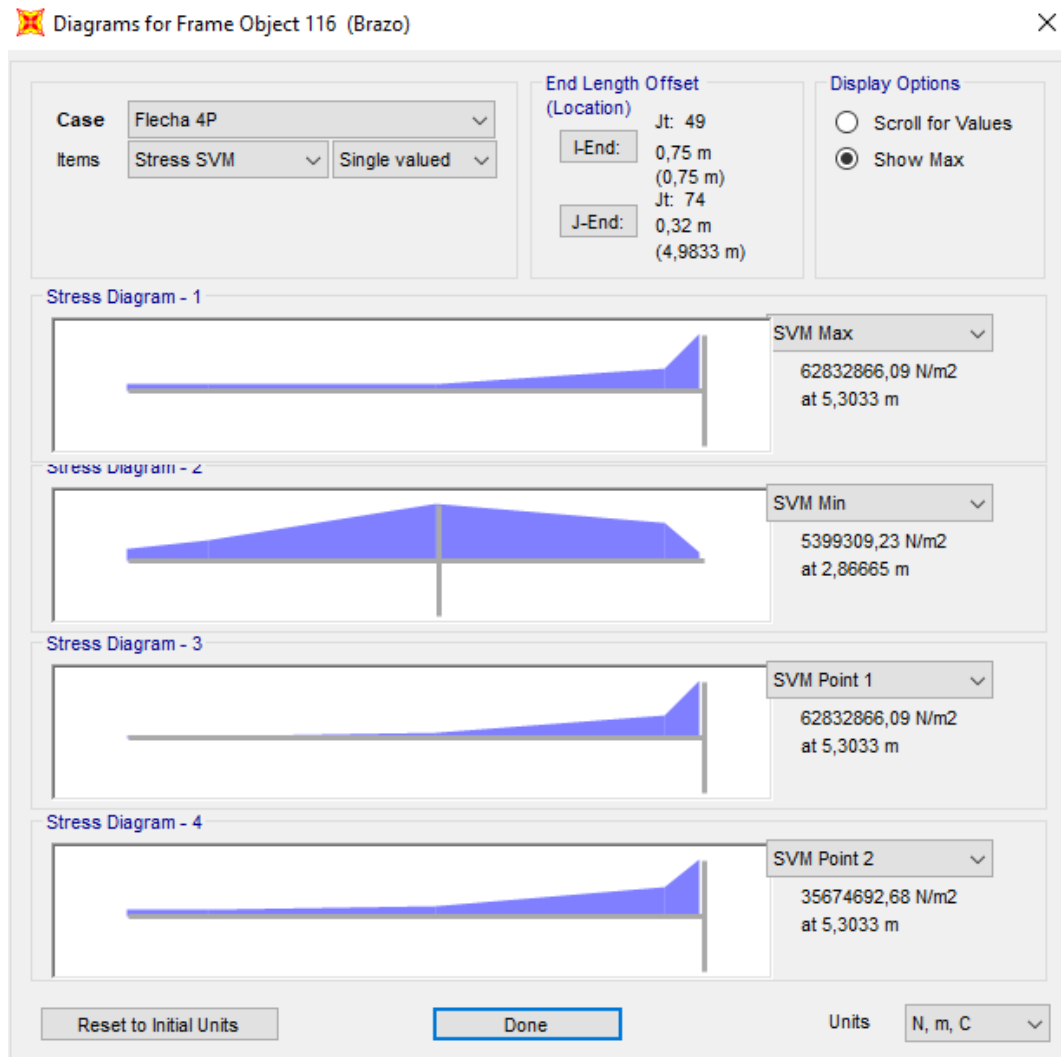 Diagrams for Frame Object 116 (Brazo)
Case
Flecha 4P
Items
Stress SVM
Single valued
End Length Offset
(Location)
I-End:
Jt: 49
0,75 m
(0,75 m)
J-End:
Jt: 74
0,32 m
(4,9833 m)
Display Options
Scroll for Values
Show Max
Stress Diagram - 1
SVM Max
62832866,09 N/m2
at 5,3033 m
Stress Diagram - 2
SVM Min
5399309,23 N/m2
at 2,86665 m
Stress Diagram - 3
SVM Point 1
62832866,09 N/m2
at 5,3033 m
Stress Diagram - 4
SVM Point 2
35674692,68 N/m2
at 5,3033 m
Reset to Initial Units
Done
Units
N, m, C